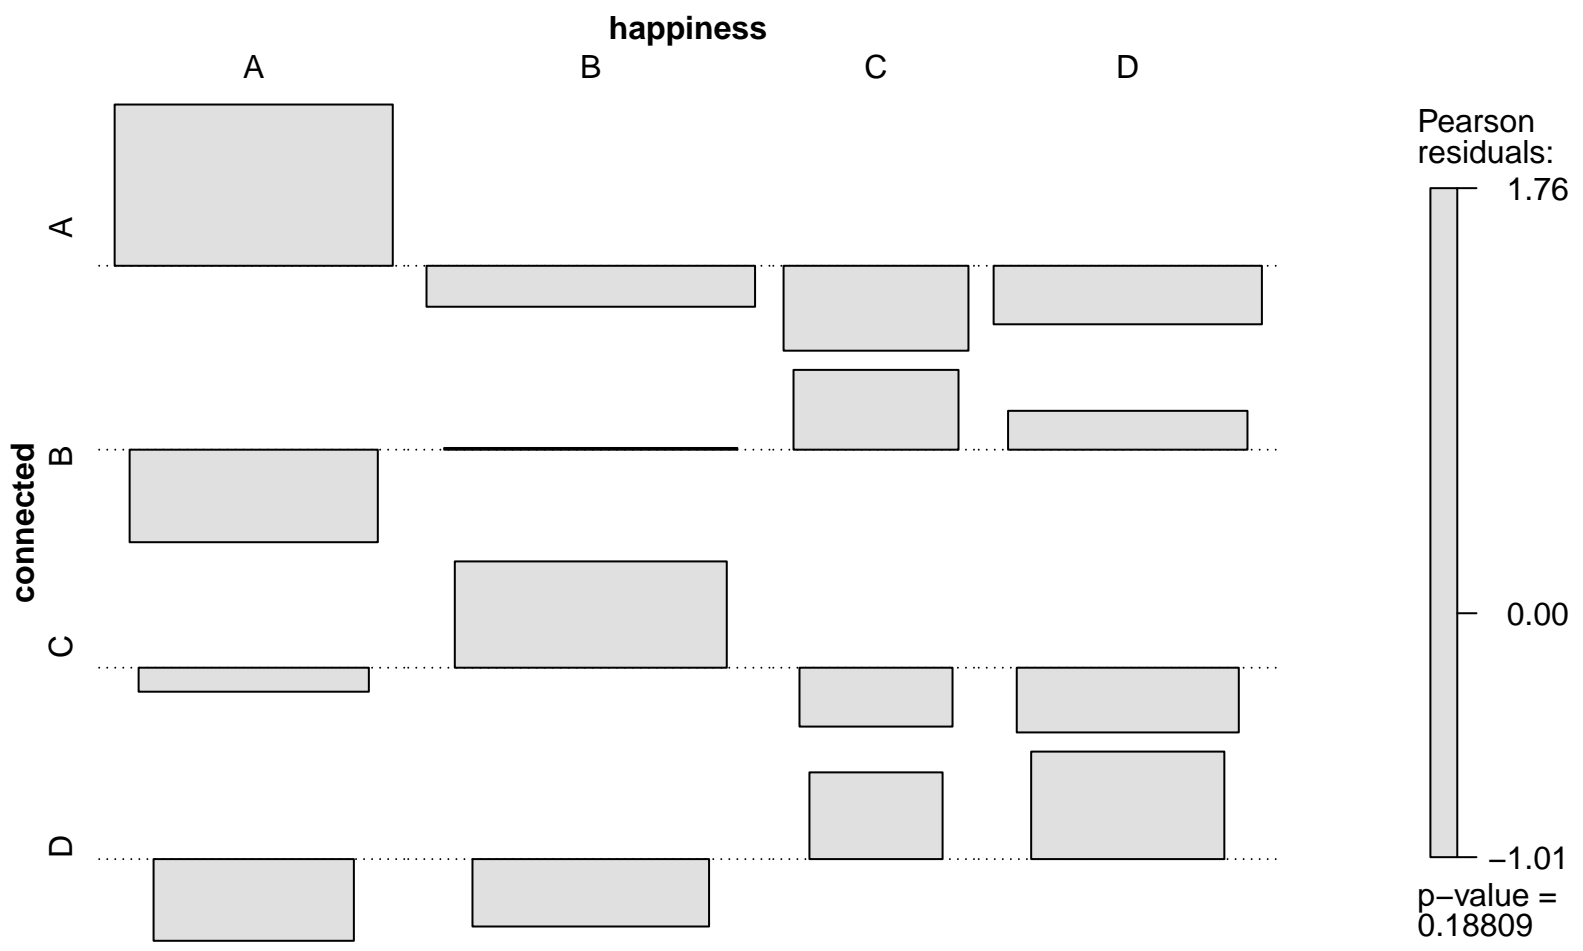 happiness
A B C D
A
B
C
D
connected
Pearson
residuals:
1.76
0.00
−1.01
p−value =
0.18809